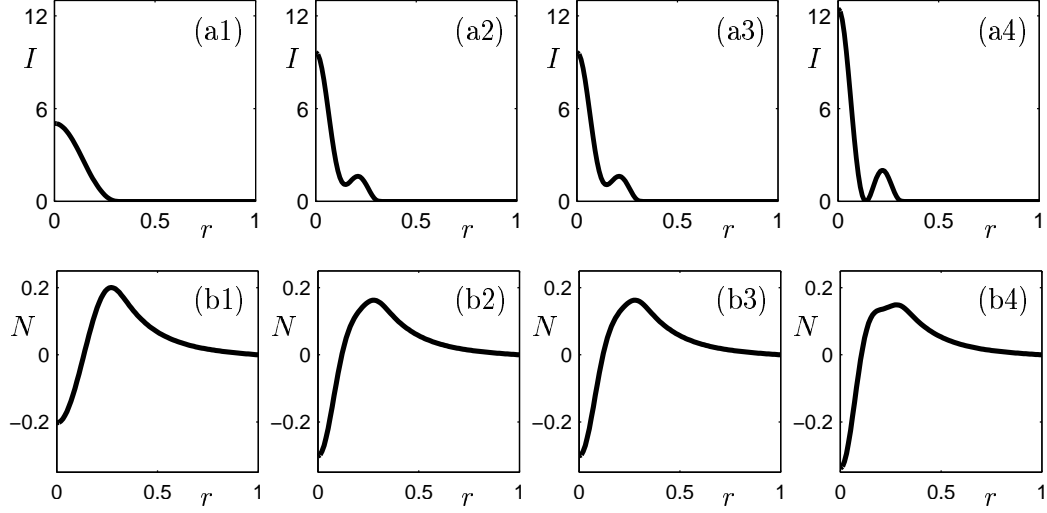 12 (a1) 12 (a2) 12 (a3) 12 (a4)
I I I I
6 6 6 6
0 0 0 0
0 0.5 r 1 0 0.5 r 1 0 0.5 r 1 0 0.5 r 1
0.2 (b1) 0.2 (b2) 0.2 (b3) 0.2 (b4)
N N N N
0 0 0 0
−0.2 −0.2 −0.2 −0.2
0 0.5 r 1 0 0.5 r 1 0 0.5 r 1 0 0.5 r 1